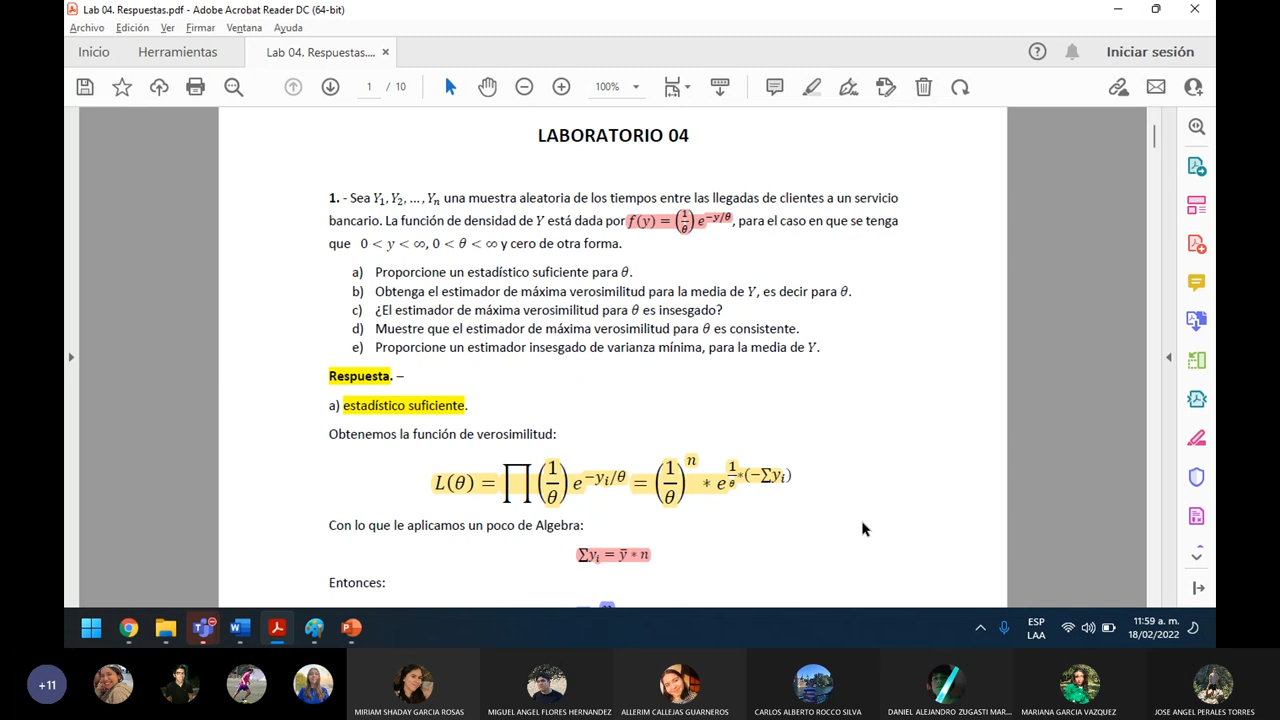 Lab 04. Respuestas.pdf - Adobe Acrobat Reader DC (64-bit)
Archivo Edición Ver Firmar Ventana Ayuda
Inicio Herramientas Lab 04. Respuestas.... × Iniciar sesión
1 / 10 100%
LABORATORIO 04
1. - Sea Y₁, Y₂, ... , Yₙ una muestra aleatoria de los tiempos entre las llegadas de clientes a un servicio
bancario. La función de densidad de Y está dada por f(y) = (1/θ) e^(−y/θ), para el caso en que se tenga
que 0 < y < ∞, 0 < θ < ∞ y cero de otra forma.
a) Proporcione un estadístico suficiente para θ.
b) Obtenga el estimador de máxima verosimilitud para la media de Y, es decir para θ.
c) ¿El estimador de máxima verosimilitud para θ es insesgado?
d) Muestre que el estimador de máxima verosimilitud para θ es consistente.
e) Proporcione un estimador insesgado de varianza mínima, para la media de Y.
Respuesta. –
a) estadístico suficiente.
Obtenemos la función de verosimilitud:
L(θ) = ∏ (1/θ) e^(−yᵢ/θ) = (1/θ)^n * e^(1/θ *(−∑yᵢ))
Con lo que le aplicamos un poco de Algebra:
∑yᵢ = ȳ * n
Entonces:
n
ESP
LAA
11:59 a. m.
18/02/2022
+11
MIRIAM SHADAY GARCIA ROSAS
MIGUEL ANGEL FLORES HERNANDEZ
ALLERIM CALLEJAS GUARNEROS
CARLOS ALBERTO ROCCO SILVA
DANIEL ALEJANDRO ZUGASTI MAR...
MARIANA GARCIA VAZQUEZ
JOSE ANGEL PERALES TORRES